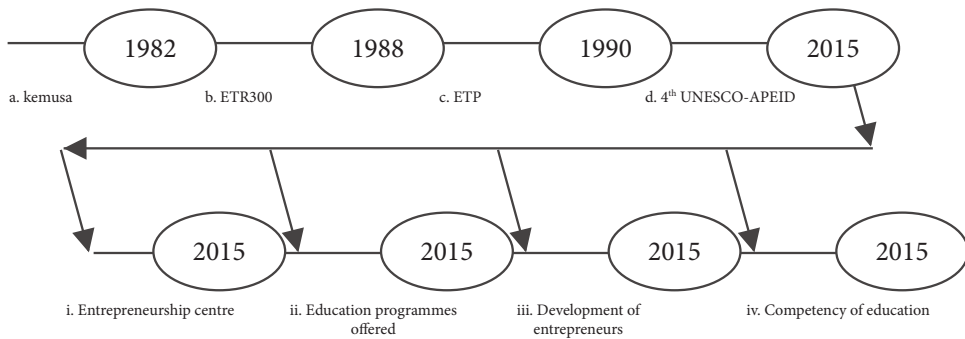 1982
1988
1990
2015
a. kemusa
b. ETR300
c. ETP
d. 4th UNESCO-APEID
2015
2015
2015
2015
i. Entrepreneurship centre
ii. Education programmes
offered
iii. Development of
entrepreneurs
iv. Competency of education